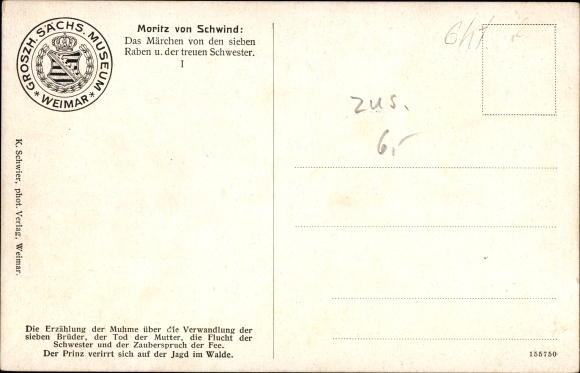 GROSZH. SÄCHS. MUSEUM
* WEIMAR *
Moritz von Schwind:
Das Märchen von den sieben
Raben u. der treuen Schwester.
I
zus.
6,-
K. Schwier, phot. Verlag, Weimar.
Die Erzählung der Muhme über die Verwandlung der
sieben Brüder, der Tod der Mutter, die Flucht der
Schwester und der Zauberspruch der Fee.
Der Prinz verirrt sich auf der Jagd im Walde.
155750